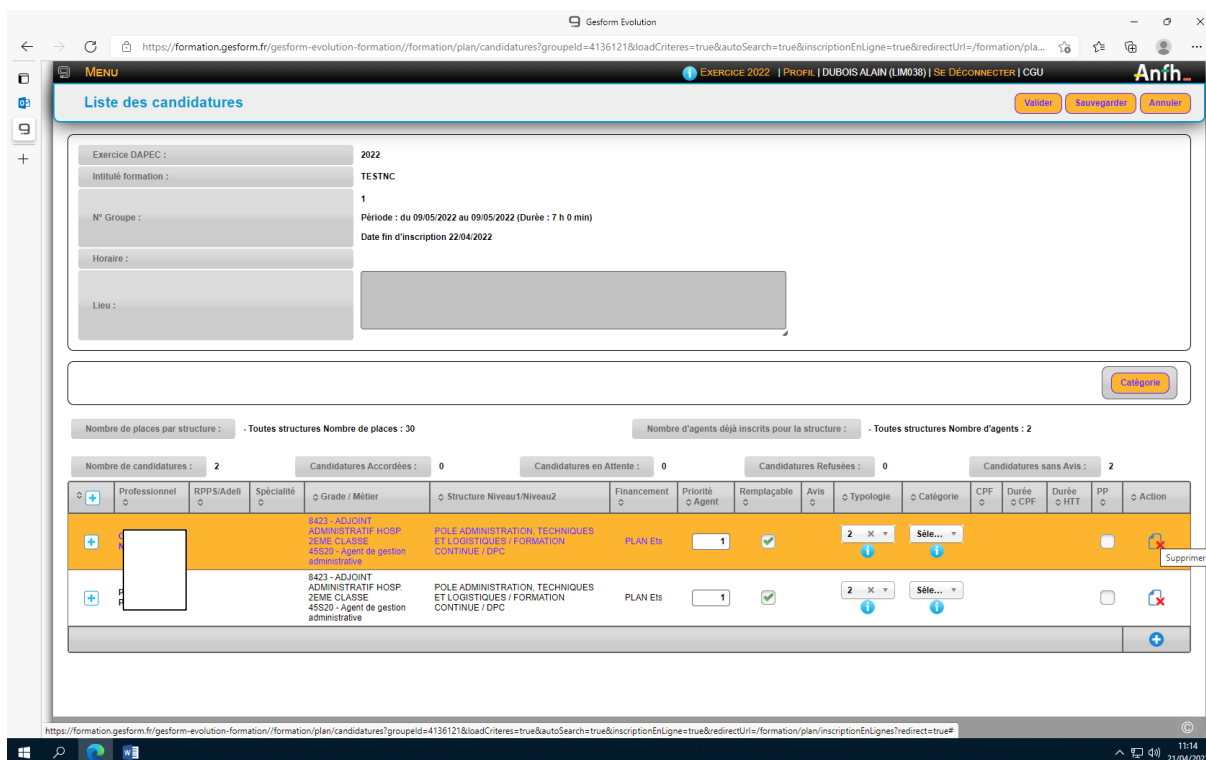 Gesform Evolution
https://formation.gesform.fr/gesform-evolution-formation//formation/plan/candidatures?groupeId=4136121&loadCriteres=true&autoSearch=true&inscriptionEnLigne=true&redirectUrl=/formation/pla...
MENU EXERCICE 2022 | PROFIL | DUBOIS ALAIN (LIM038) | SE DÉCONNECTER | CGU Anfh_
Liste des candidatures Valider Sauvegarder Annuler
Exercice DAPEC : 2022
Intitulé formation : TESTNC
1
N° Groupe : Période : du 09/05/2022 au 09/05/2022 (Durée : 7 h 0 min)
Date fin d'inscription 22/04/2022
Horaire :
Lieu :
Catégorie
Nombre de places par structure : - Toutes structures Nombre de places : 30 Nombre d'agents déjà inscrits pour la structure : - Toutes structures Nombre d'agents : 2
Nombre de candidatures : 2 Candidatures Accordées : 0 Candidatures en Attente : 0 Candidatures Refusées : 0 Candidatures sans Avis : 2
Professionnel RPPS/Adeli Spécialité Grade / Métier Structure Niveau1/Niveau2 Financement Priorité Agent Remplaçable Avis Typologie Catégorie CPF Durée CPF Durée HTT PP Action
8423 - ADJOINT
ADMINISTRATIF HOSP.
2EME CLASSE
45S20 - Agent de gestion
administrative
POLE ADMINISTRATION, TECHNIQUES
ET LOGISTIQUES / FORMATION
CONTINUE / DPC
PLAN Ets 1 2 Séle...
Supprimer
8423 - ADJOINT
ADMINISTRATIF HOSP.
2EME CLASSE
45S20 - Agent de gestion
administrative
POLE ADMINISTRATION, TECHNIQUES
ET LOGISTIQUES / FORMATION
CONTINUE / DPC
PLAN Ets 1 2 Séle...
©
https://formation.gesform.fr/gesform-evolution-formation//formation/plan/candidatures?groupeId=4136121&loadCriteres=true&autoSearch=true&inscriptionEnLigne=true&redirectUrl=/formation/plan/inscriptionEnLignes?redirect=true#
11:14